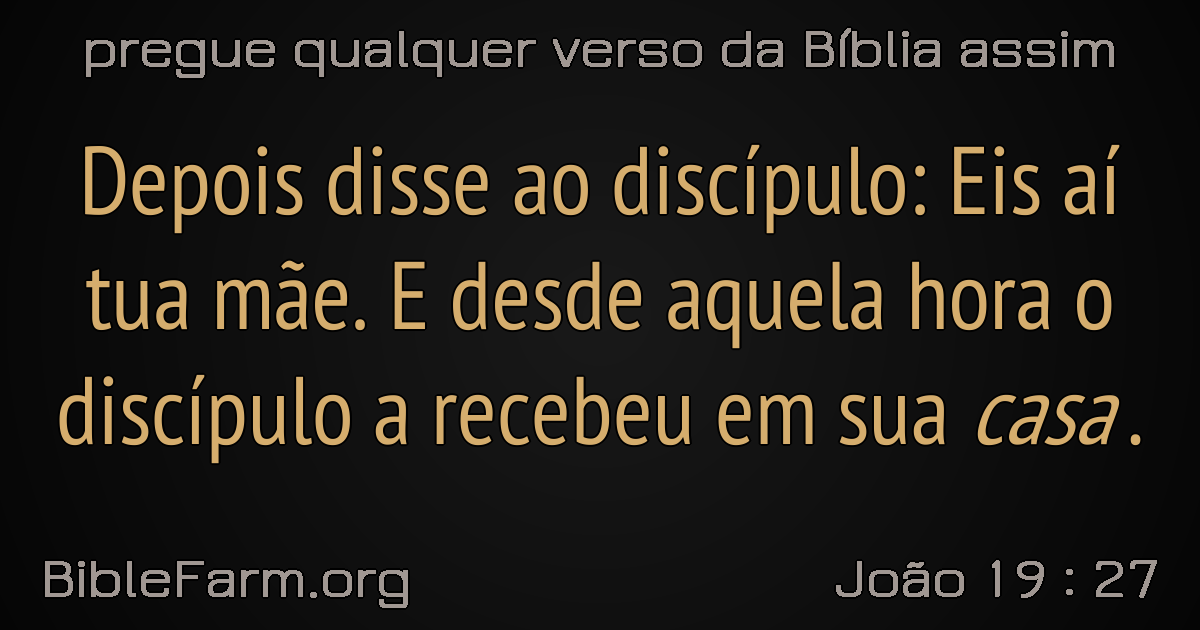 pregue qualquer verso da Bíblia assim
Depois disse ao discípulo: Eis aí
tua mãe. E desde aquela hora o
discípulo a recebeu em sua casa.
BibleFarm.org
João 19 : 27